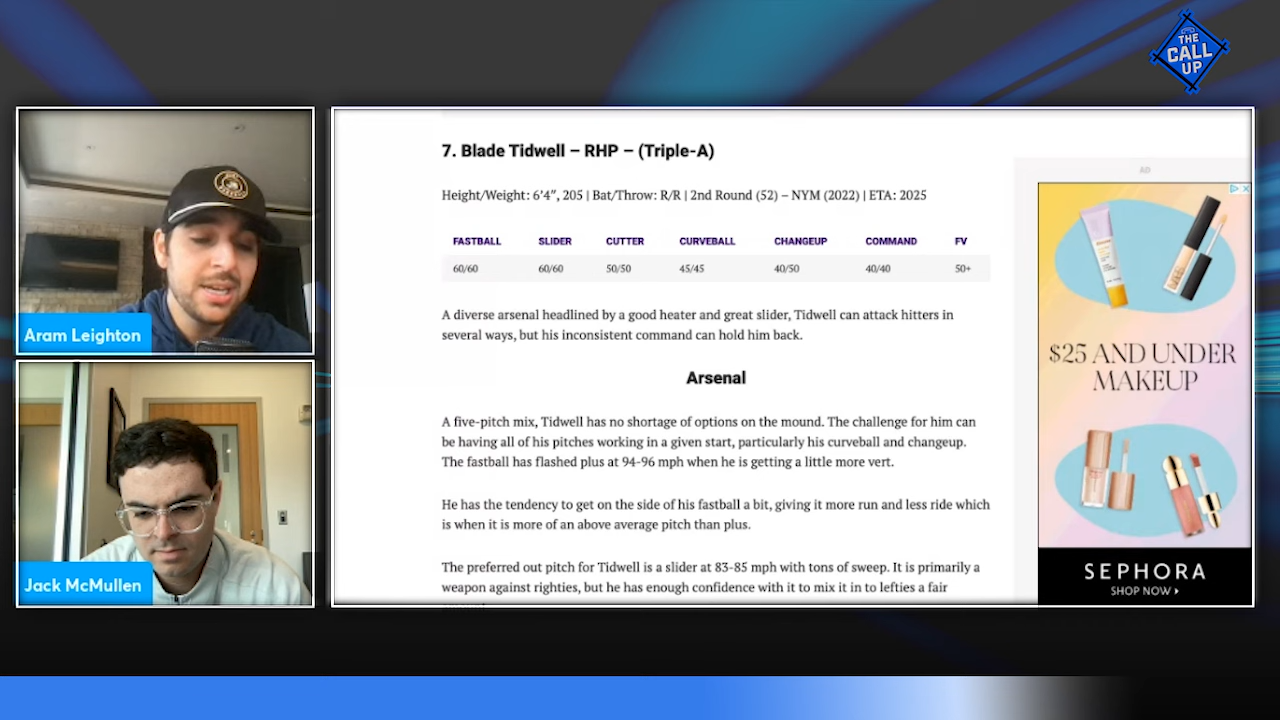 THE
CALL
UP
7. Blade Tidwell – RHP – (Triple-A)
Height/Weight: 6’4″, 205 | Bat/Throw: R/R | 2nd Round (52) – NYM (2022) | ETA: 2025
FASTBALL SLIDER CUTTER CURVEBALL CHANGEUP COMMAND FV
60/60 60/60 50/50 45/45 40/50 40/40 50+
A diverse arsenal headlined by a good heater and great slider, Tidwell can attack hitters in
several ways, but his inconsistent command can hold him back.
Arsenal
A five-pitch mix, Tidwell has no shortage of options on the mound. The challenge for him can
be having all of his pitches working in a given start, particularly his curveball and changeup.
The fastball has flashed plus at 94-96 mph when he is getting a little more vert.
He has the tendency to get on the side of his fastball a bit, giving it more run and less ride which
is when it is more of an above average pitch than plus.
The preferred out pitch for Tidwell is a slider at 83-85 mph with tons of sweep. It is primarily a
weapon against righties, but he has enough confidence with it to mix it in to lefties a fair
AD
$25 AND UNDER
MAKEUP
SEPHORA
SHOP NOW
Aram Leighton
Jack McMullen